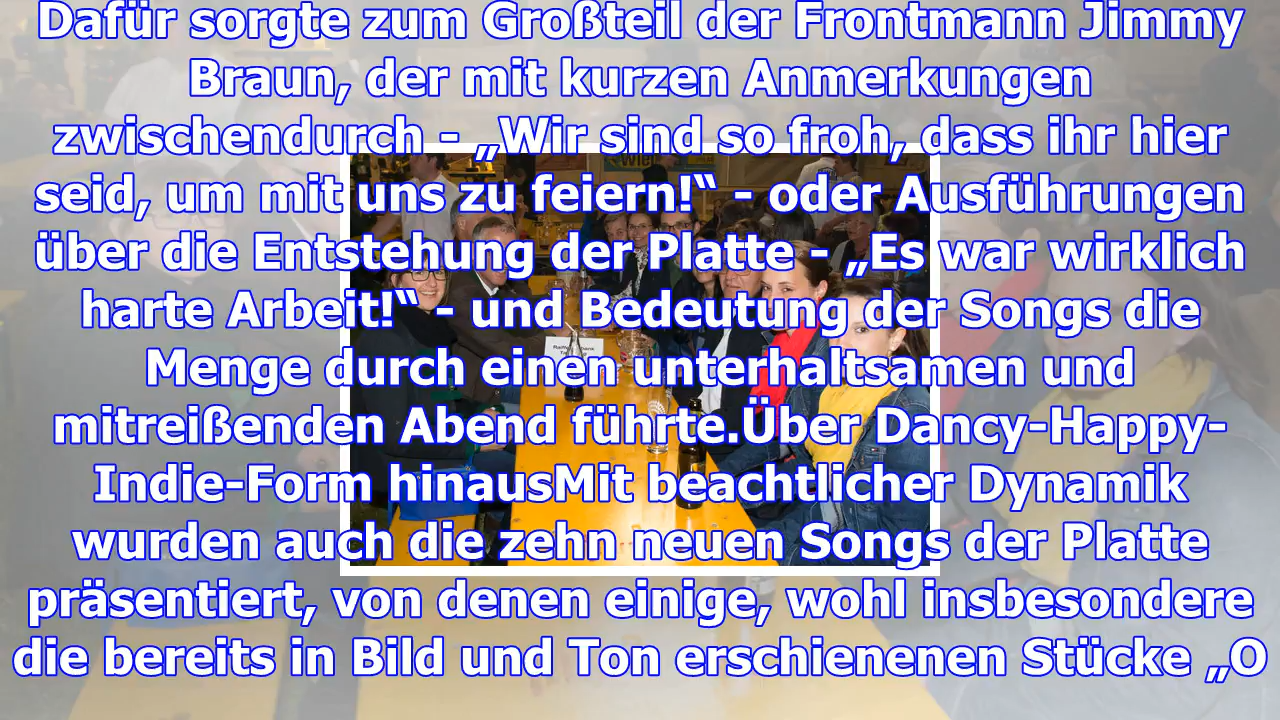 Dafür sorgte zum Großteil der Frontmann Jimmy
Braun, der mit kurzen Anmerkungen
zwischendurch - „Wir sind so froh, dass ihr hier
seid, um mit uns zu feiern!“ - oder Ausführungen
über die Entstehung der Platte - „Es war wirklich
harte Arbeit!“ - und Bedeutung der Songs die
Menge durch einen unterhaltsamen und
mitreißenden Abend führte.Über Dancy-Happy-
Indie-Form hinausMit beachtlicher Dynamik
wurden auch die zehn neuen Songs der Platte
präsentiert, von denen einige, wohl insbesondere
die bereits in Bild und Ton erschienenen Stücke „O